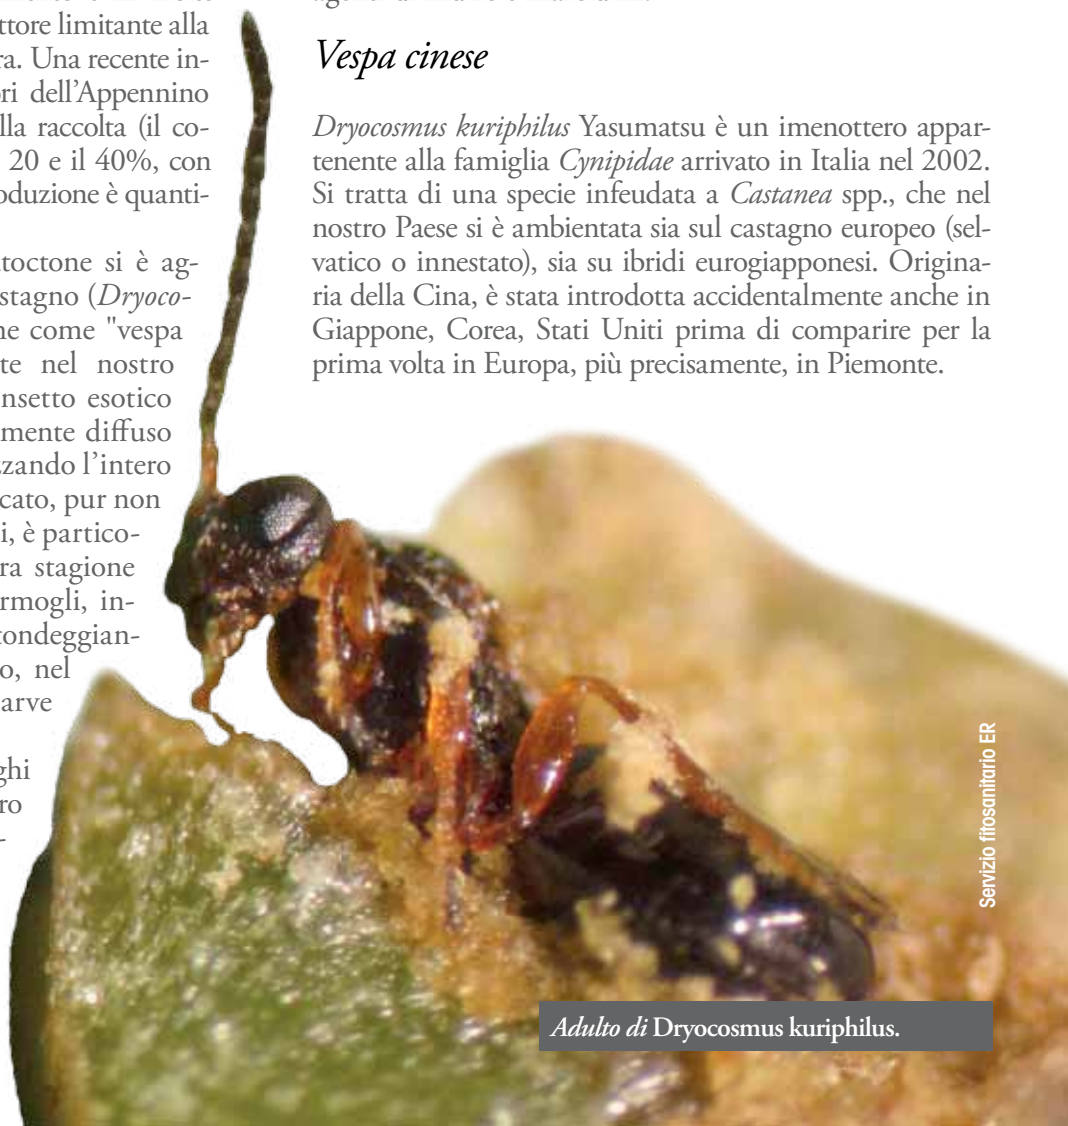 ttore limitante alla
ra. Una recente in-
ri dell'Appennino
lla raccolta (il co-
20 e il 40%, con
oduzione è quanti-
toctone si è ag-
stagno (Dryoco-
ne come "vespa
te nel nostro
nsetto esotico
mente diffuso
zzando l'intero
cato, pur non
i, è partico-
ra stagione
rmogli, in-
tondeggian-
o, nel
arve
ghi
ro
-
Vespa cinese
Dryocosmus kuriphilus Yasumatsu è un imenottero appar-
tenente alla famiglia Cynipidae arrivato in Italia nel 2002.
Si tratta di una specie infeudata a Castanea spp., che nel
nostro Paese si è ambientata sia sul castagno europeo (sel-
vatico o innestato), sia su ibridi eurogiapponesi. Origina-
ria della Cina, è stata introdotta accidentalmente anche in
Giappone, Corea, Stati Uniti prima di comparire per la
prima volta in Europa, più precisamente, in Piemonte.
Servizio fitosanitario ER
Adulto di Dryocosmus kuriphilus.